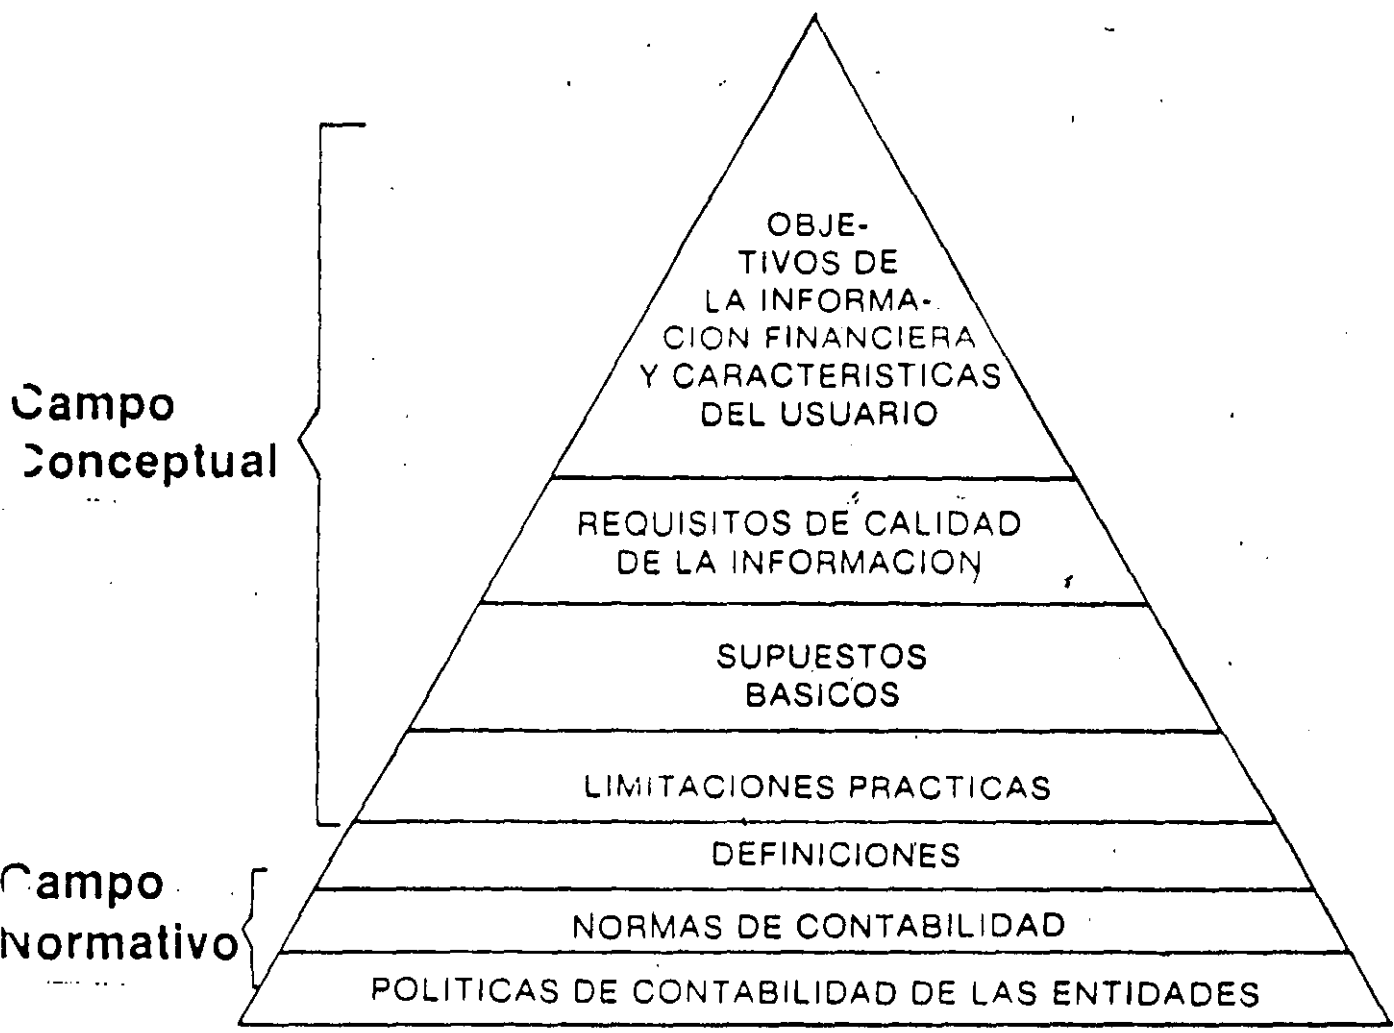 OBJE-
TIVOS DE
LA INFORMA-
CION FINANCIERA
Y CARACTERISTICAS
DEL USUARIO
Campo
Conceptual
REQUISITOS DE CALIDAD
DE LA INFORMACION
SUPUESTOS
BASICOS
LIMITACIONES PRACTICAS
DEFINICIONES
Campo
Normativo
NORMAS DE CONTABILIDAD
POLITICAS DE CONTABILIDAD DE LAS ENTIDADES